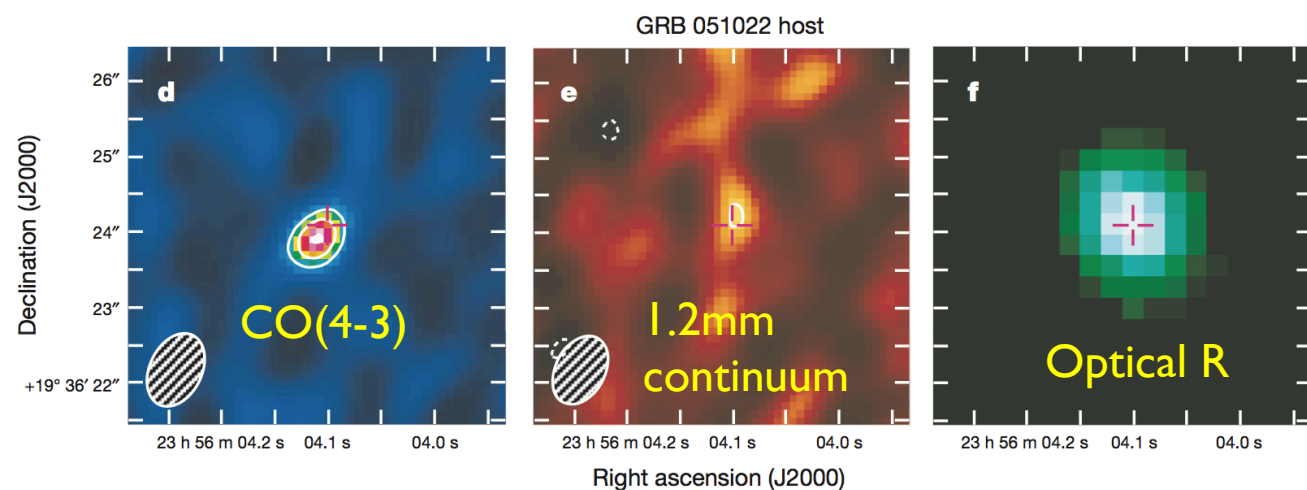 GRB 051022 host
d
e
f
26″
25″
24″
23″
+19° 36′ 22″
Declination (J2000)
CO(4-3)
1.2mm
continuum
Optical R
23 h 56 m 04.2 s
04.1 s
04.0 s
23 h 56 m 04.2 s
04.1 s
04.0 s
23 h 56 m 04.2 s
04.1 s
04.0 s
Right ascension (J2000)